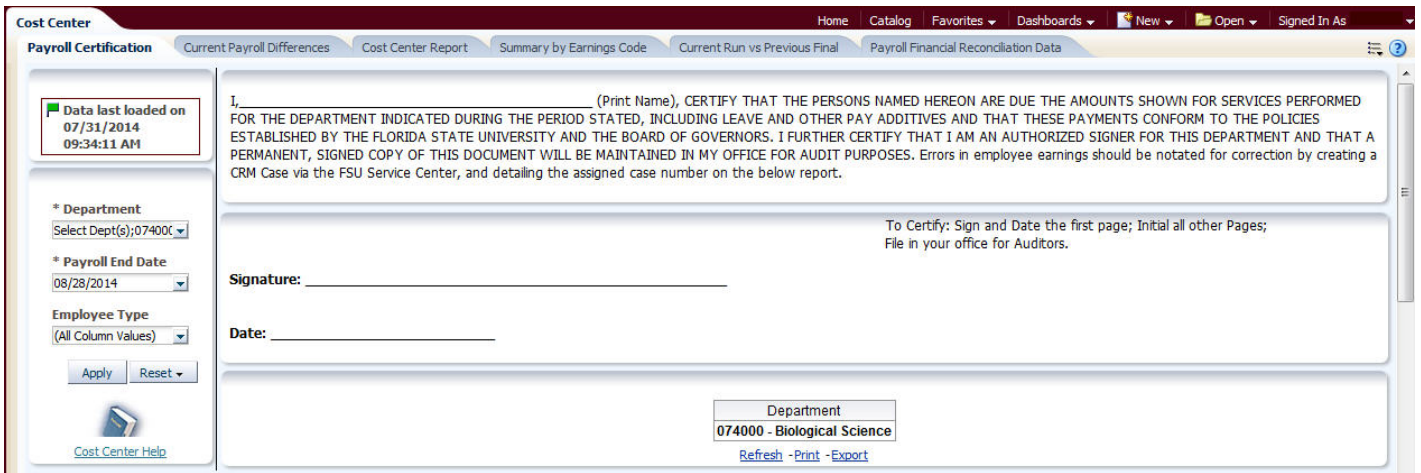 Cost Center
Home Catalog Favorites Dashboards New Open Signed In As
Payroll Certification Current Payroll Differences Cost Center Report Summary by Earnings Code Current Run vs Previous Final Payroll Financial Reconciliation Data
Data last loaded on
07/31/2014
09:34:11 AM
* Department
Select Dept(s);07400(
* Payroll End Date
08/28/2014
Employee Type
(All Column Values)
Apply Reset
Cost Center Help
I,____________________ (Print Name), CERTIFY THAT THE PERSONS NAMED HEREON ARE DUE THE AMOUNTS SHOWN FOR SERVICES PERFORMED
FOR THE DEPARTMENT INDICATED DURING THE PERIOD STATED, INCLUDING LEAVE AND OTHER PAY ADDITIVES AND THAT THESE PAYMENTS CONFORM TO THE POLICIES
ESTABLISHED BY THE FLORIDA STATE UNIVERSITY AND THE BOARD OF GOVERNORS. I FURTHER CERTIFY THAT I AM AN AUTHORIZED SIGNER FOR THIS DEPARTMENT AND THAT A
PERMANENT, SIGNED COPY OF THIS DOCUMENT WILL BE MAINTAINED IN MY OFFICE FOR AUDIT PURPOSES. Errors in employee earnings should be notated for correction by creating a
CRM Case via the FSU Service Center, and detailing the assigned case number on the below report.
To Certify: Sign and Date the first page; Initial all other Pages;
File in your office for Auditors.
Signature: ____________________
Date: ____________________
Department
074000 - Biological Science
Refresh - Print - Export